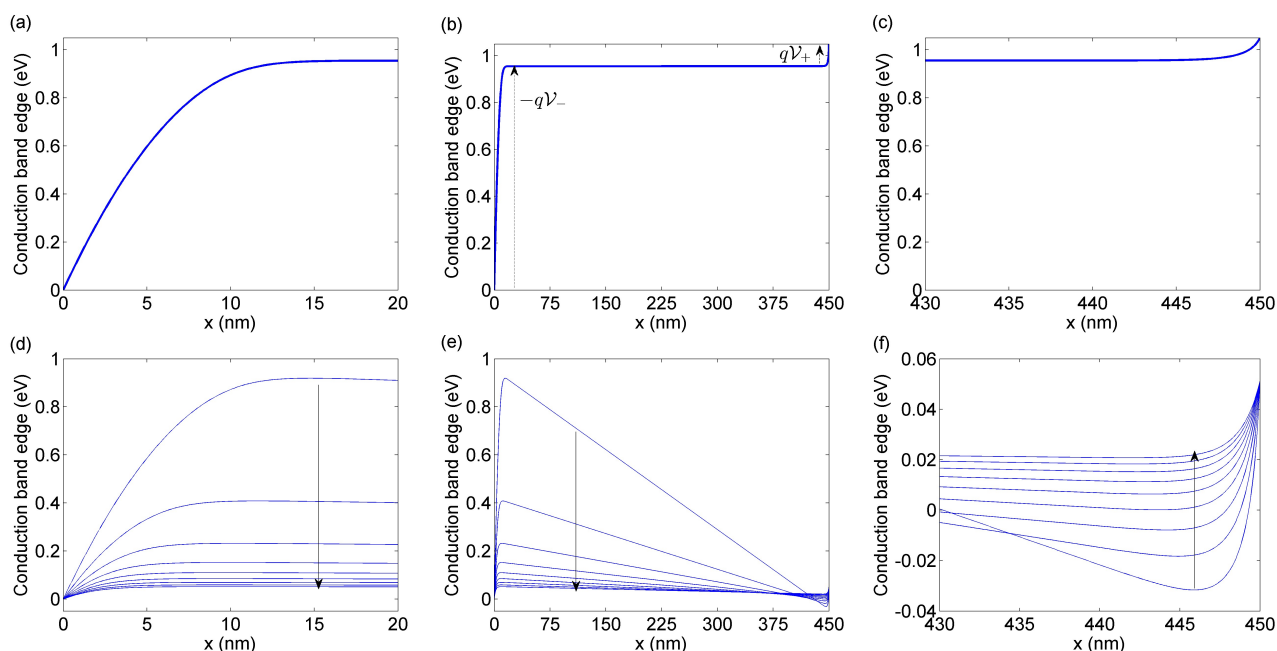 (a)
Conduction band edge (eV)
1
0.8
0.6
0.4
0.2
0
0 5 10 15 20
x (nm)
(b)
Conduction band edge (eV)
1
0.8
0.6
0.4
0.2
0
q𝒱₊
−q𝒱₋
0 75 150 225 300 375 450
x (nm)
(c)
Conduction band edge (eV)
1
0.8
0.6
0.4
0.2
0
430 435 440 445 450
x (nm)
(d)
Conduction band edge (eV)
1
0.8
0.6
0.4
0.2
0
0 5 10 15 20
x (nm)
(e)
Conduction band edge (eV)
1
0.8
0.6
0.4
0.2
0
0 75 150 225 300 375 450
x (nm)
(f)
Conduction band edge (eV)
0.06
0.04
0.02
0
-0.02
-0.04
430 435 440 445 450
x (nm)